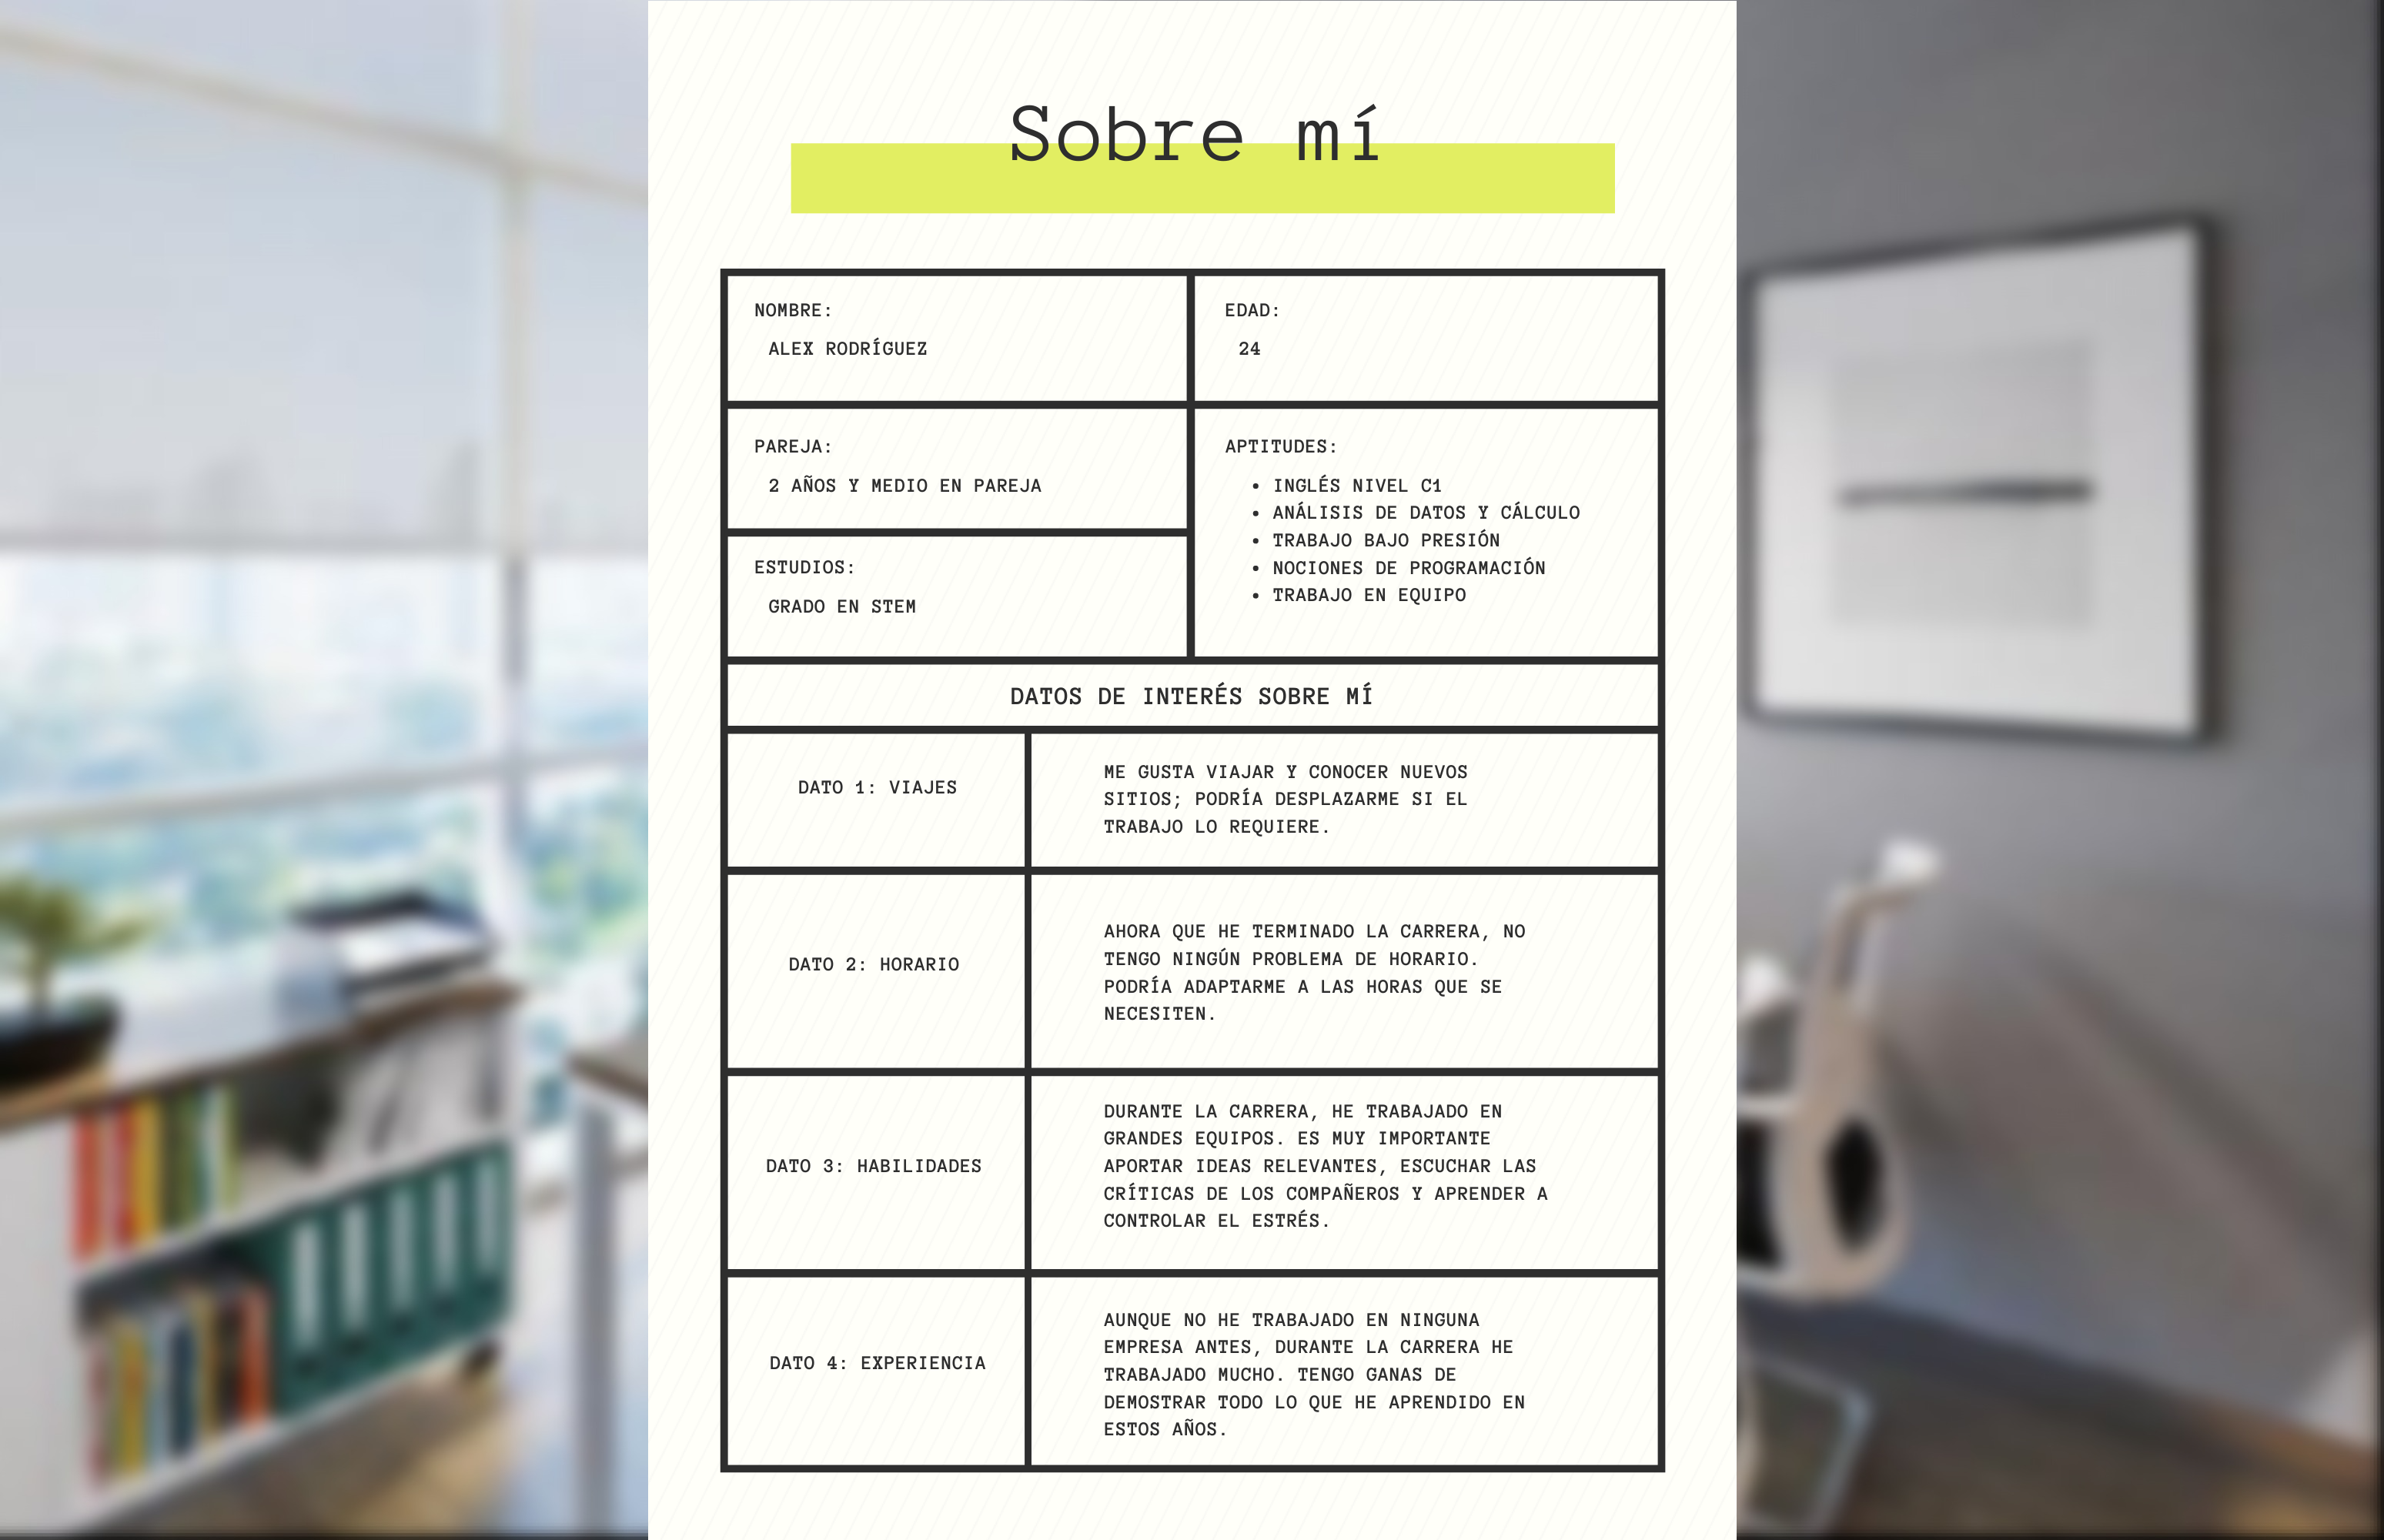 Sobre mí
NOMBRE:
ALEX RODRÍGUEZ
EDAD:
24
PAREJA:
2 AÑOS Y MEDIO EN PAREJA
ESTUDIOS:
GRADO EN STEM
APTITUDES:
• INGLÉS NIVEL C1
• ANÁLISIS DE DATOS Y CÁLCULO
• TRABAJO BAJO PRESIÓN
• NOCIONES DE PROGRAMACIÓN
• TRABAJO EN EQUIPO
DATOS DE INTERÉS SOBRE MÍ
DATO 1: VIAJES
ME GUSTA VIAJAR Y CONOCER NUEVOS
SITIOS; PODRÍA DESPLAZARME SI EL
TRABAJO LO REQUIERE.
DATO 2: HORARIO
AHORA QUE HE TERMINADO LA CARRERA, NO
TENGO NINGÚN PROBLEMA DE HORARIO.
PODRÍA ADAPTARME A LAS HORAS QUE SE
NECESITEN.
DATO 3: HABILIDADES
DURANTE LA CARRERA, HE TRABAJADO EN
GRANDES EQUIPOS. ES MUY IMPORTANTE
APORTAR IDEAS RELEVANTES, ESCUCHAR LAS
CRÍTICAS DE LOS COMPAÑEROS Y APRENDER A
CONTROLAR EL ESTRÉS.
DATO 4: EXPERIENCIA
AUNQUE NO HE TRABAJADO EN NINGUNA
EMPRESA ANTES, DURANTE LA CARRERA HE
TRABAJADO MUCHO. TENGO GANAS DE
DEMOSTRAR TODO LO QUE HE APRENDIDO EN
ESTOS AÑOS.